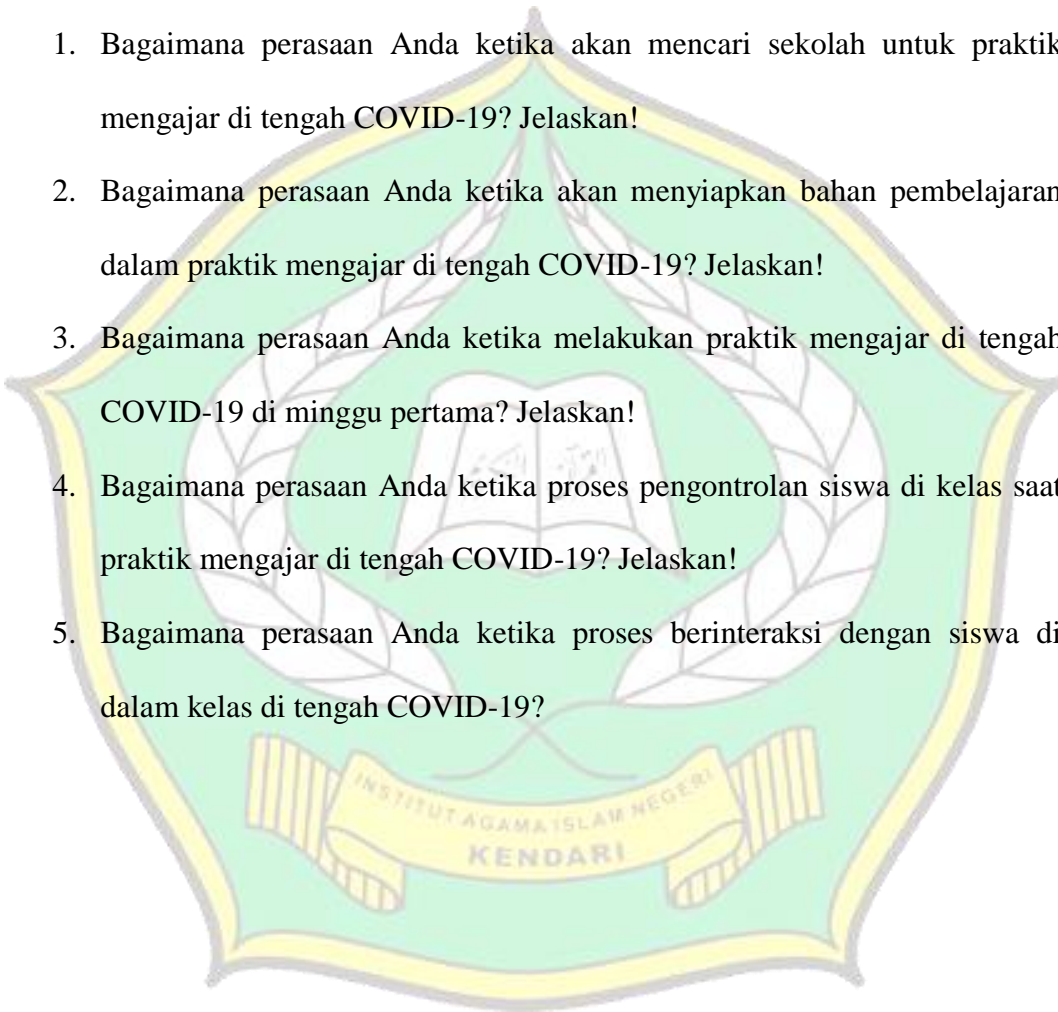 1. Bagaimana perasaan Anda ketika akan mencari sekolah untuk praktik
mengajar di tengah COVID-19? Jelaskan!
2. Bagaimana perasaan Anda ketika akan menyiapkan bahan pembelajaran
dalam praktik mengajar di tengah COVID-19? Jelaskan!
3. Bagaimana perasaan Anda ketika melakukan praktik mengajar di tengah
COVID-19 di minggu pertama? Jelaskan!
4. Bagaimana perasaan Anda ketika proses pengontrolan siswa di kelas saat
praktik mengajar di tengah COVID-19? Jelaskan!
5. Bagaimana perasaan Anda ketika proses berinteraksi dengan siswa di
dalam kelas di tengah COVID-19?
INSTITUT AGAMA ISLAM NEGERI
KENDARI